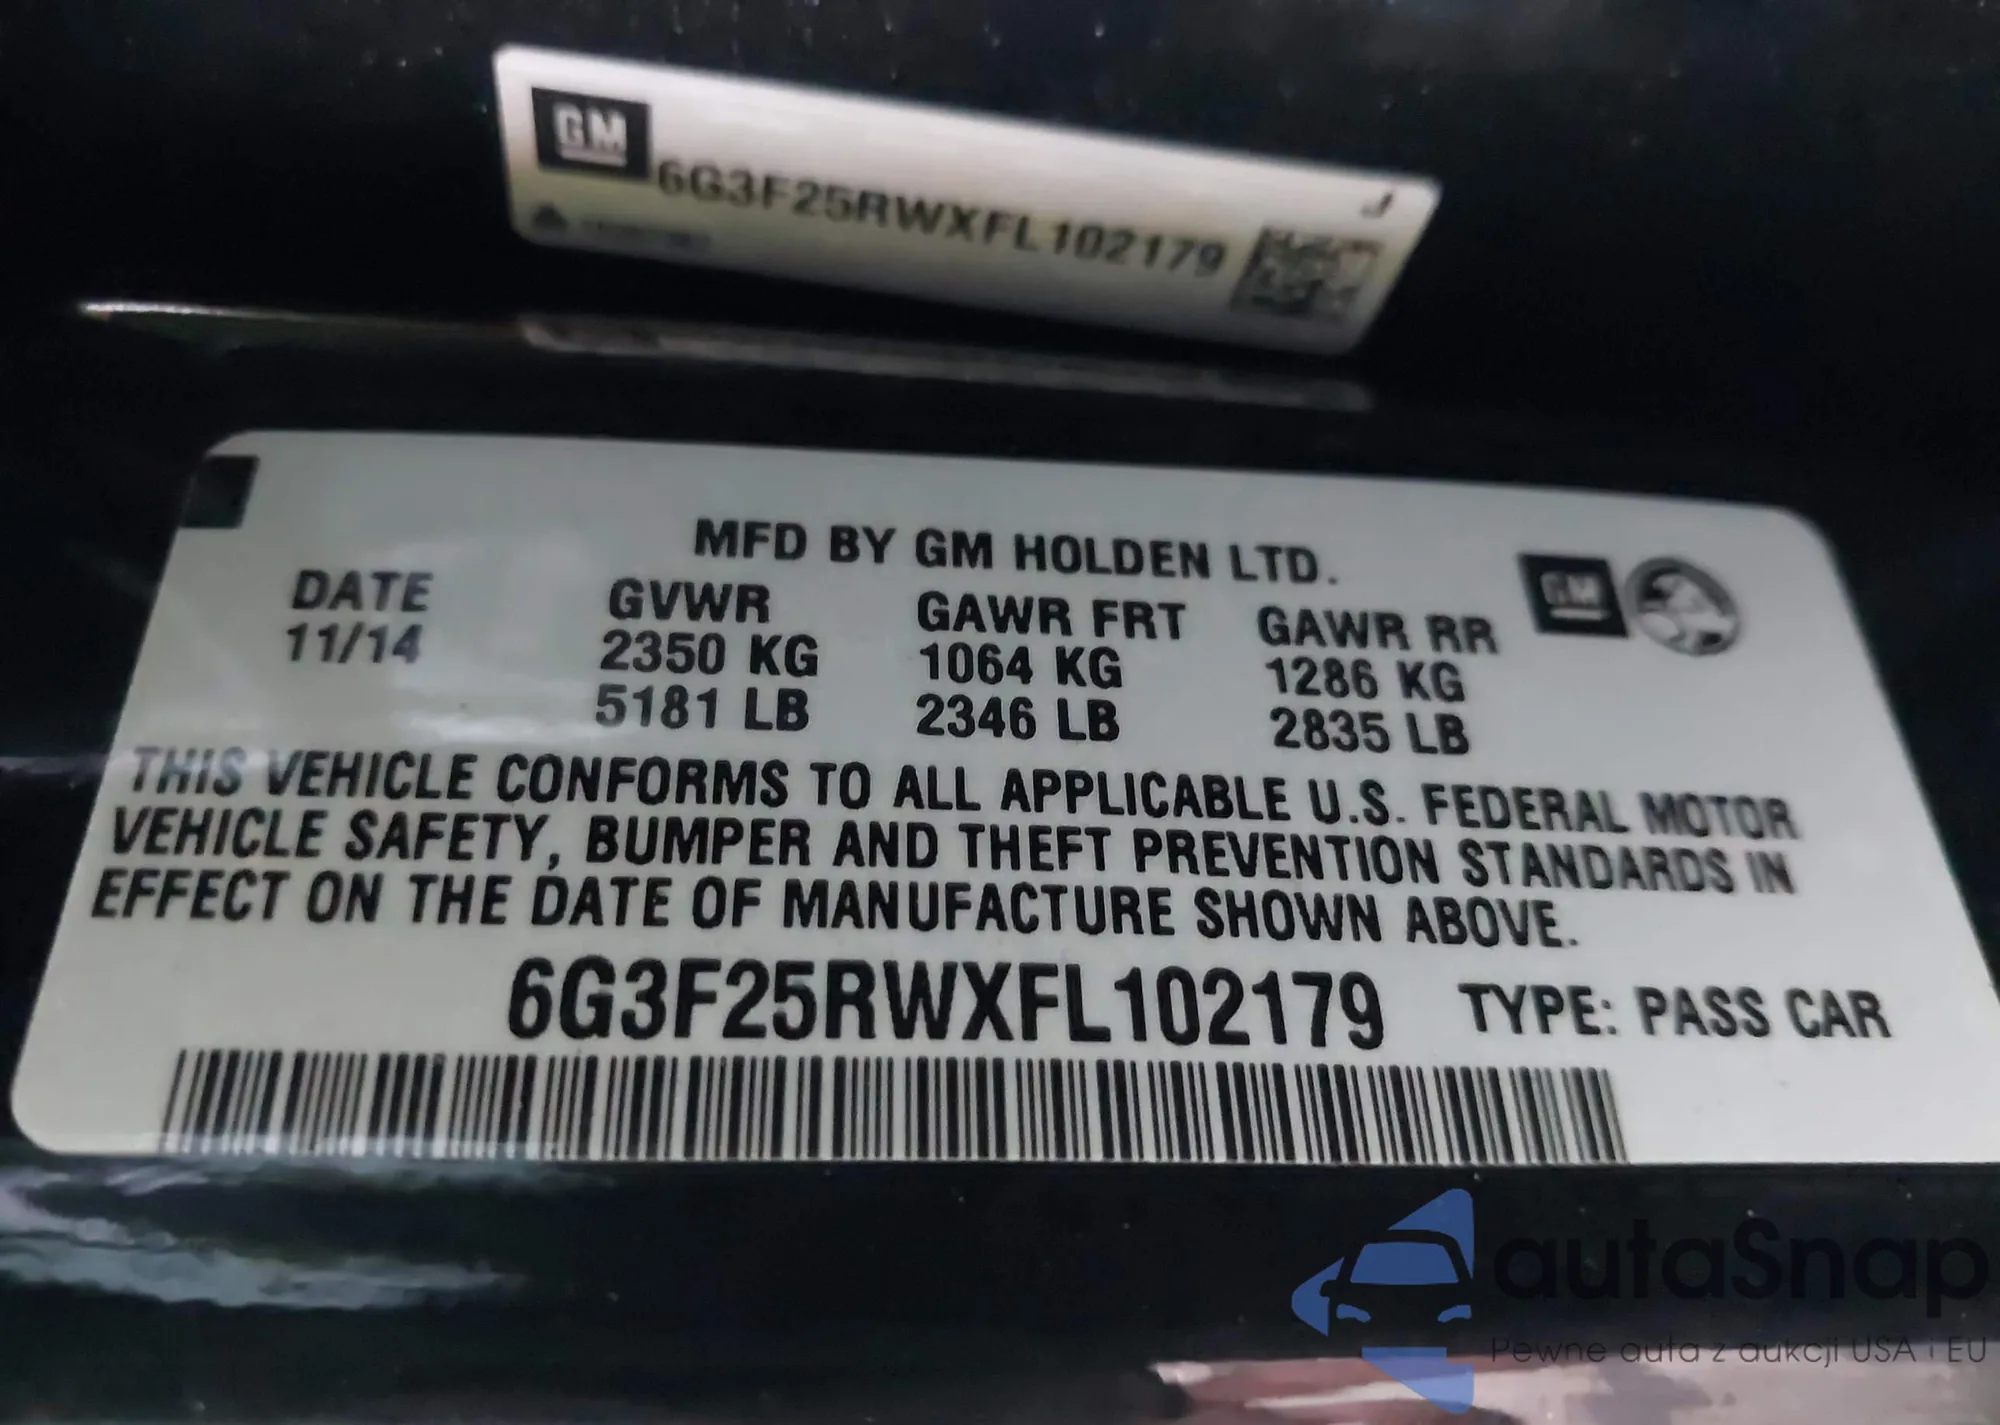 GM
J
6G3F25RWXFL102179
MFD BY GM HOLDEN LTD.
DATE GVWR GAWR FRT GAWR RR
11/14 2350 KG 1064 KG 1286 KG
5181 LB 2346 LB 2835 LB
GM
THIS VEHICLE CONFORMS TO ALL APPLICABLE U.S. FEDERAL MOTOR
VEHICLE SAFETY, BUMPER AND THEFT PREVENTION STANDARDS IN
EFFECT ON THE DATE OF MANUFACTURE SHOWN ABOVE.
6G3F25RWXFL102179 TYPE: PASS CAR
autaSnap
Pewne auta z aukcji USA i EU